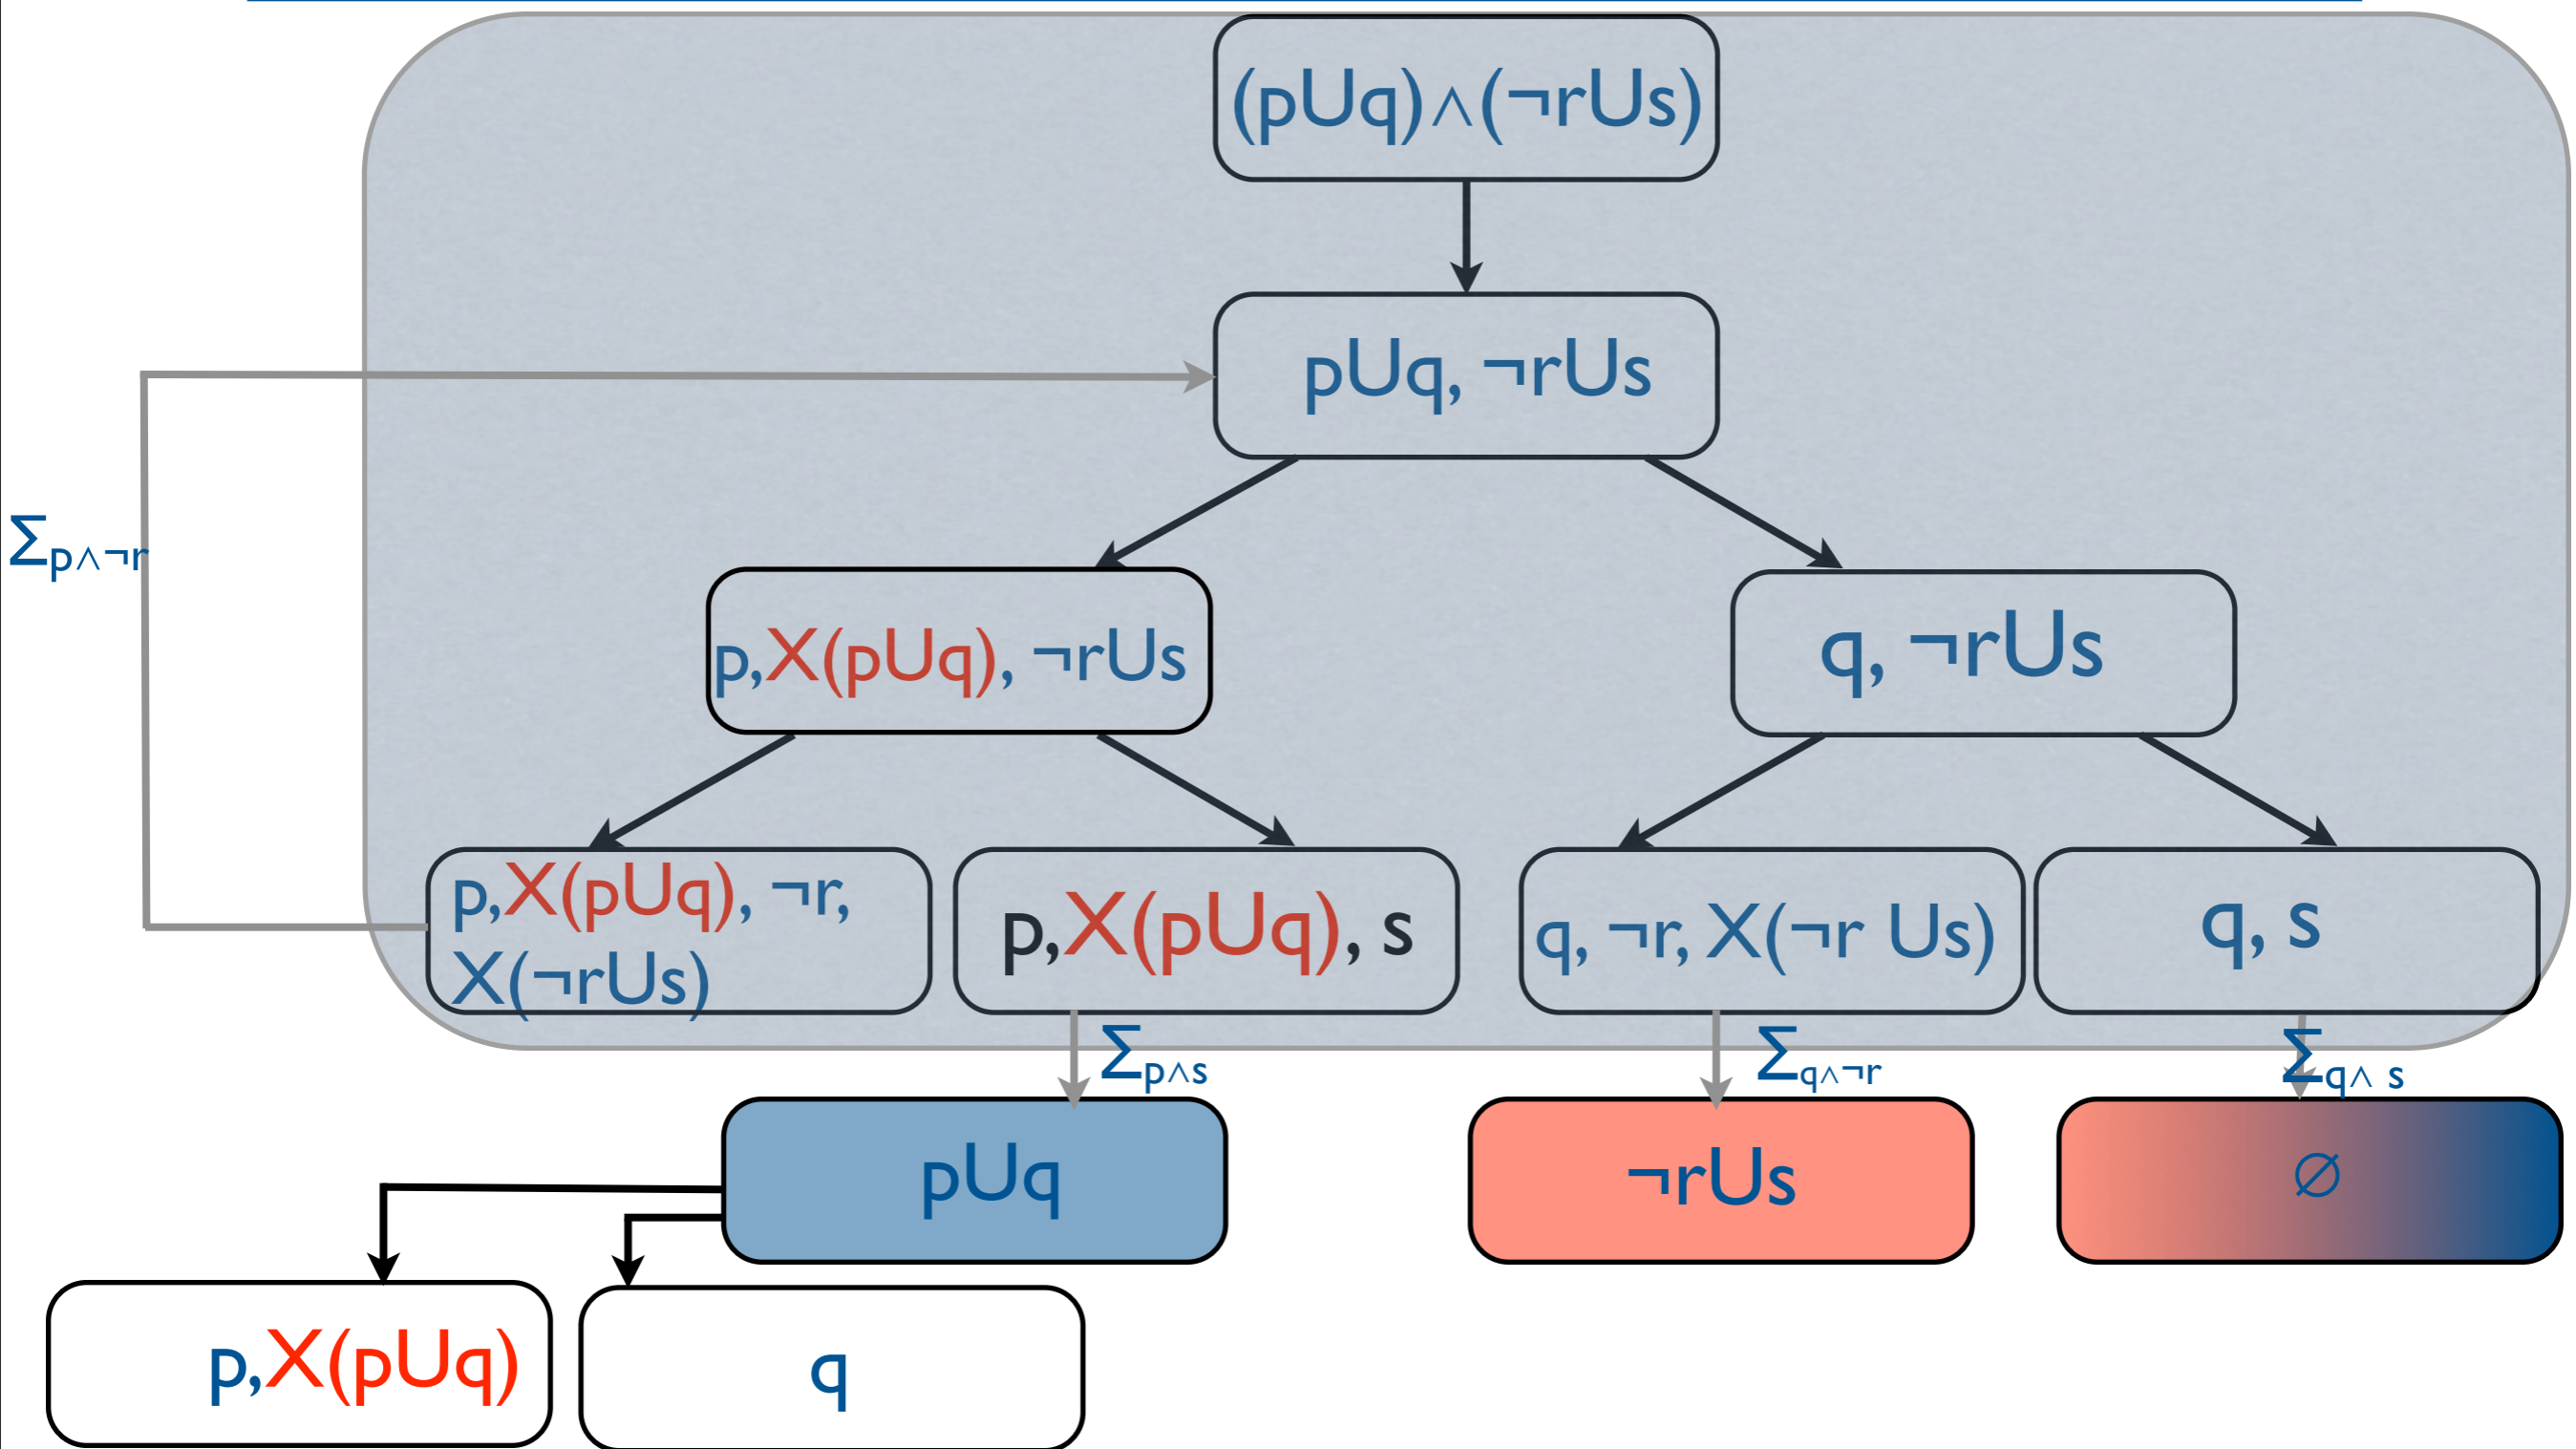 (pUq)∧(¬rUs)
pUq, ¬rUs
Σp∧¬r
p,X(pUq), ¬rUs
q, ¬rUs
p,X(pUq), ¬r,
X(¬rUs)
p,X(pUq), s
q, ¬r, X(¬r Us)
q, s
Σp∧s
Σq∧¬r
Σq∧ s
pUq
¬rUs
∅
p,X(pUq)
q